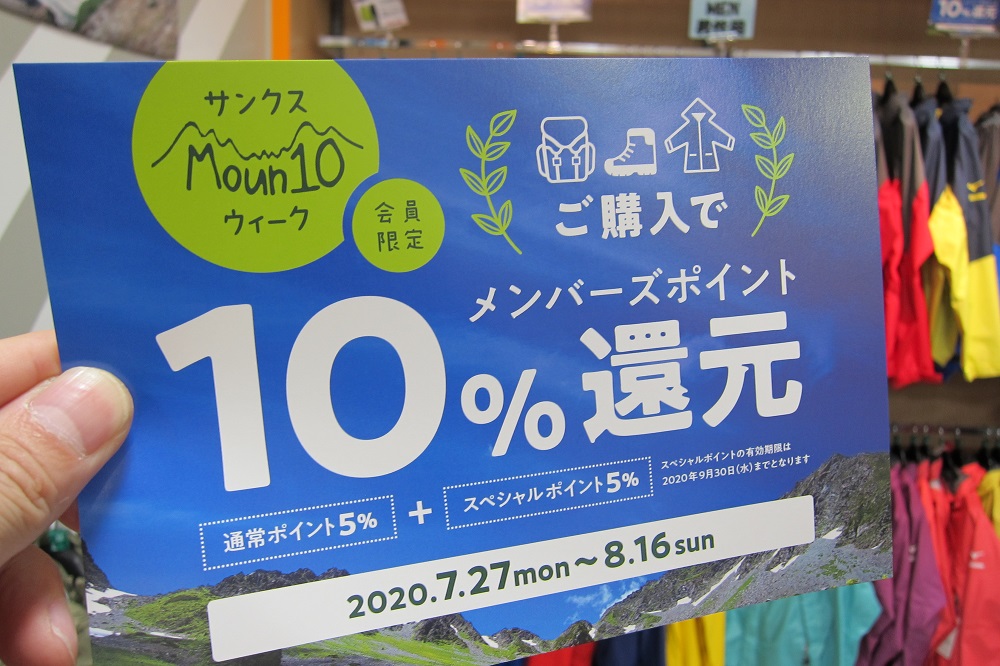 サンクス
Moun10
ウィーク
会員
限定
ご購入で
メンバーズポイント
10%還元
通常ポイント5%
+
スペシャルポイント5%
スペシャルポイントの有効期限は
2020年9月30日(水)までとなります
2020.7.27mon～8.16sun
MEN
10%還元